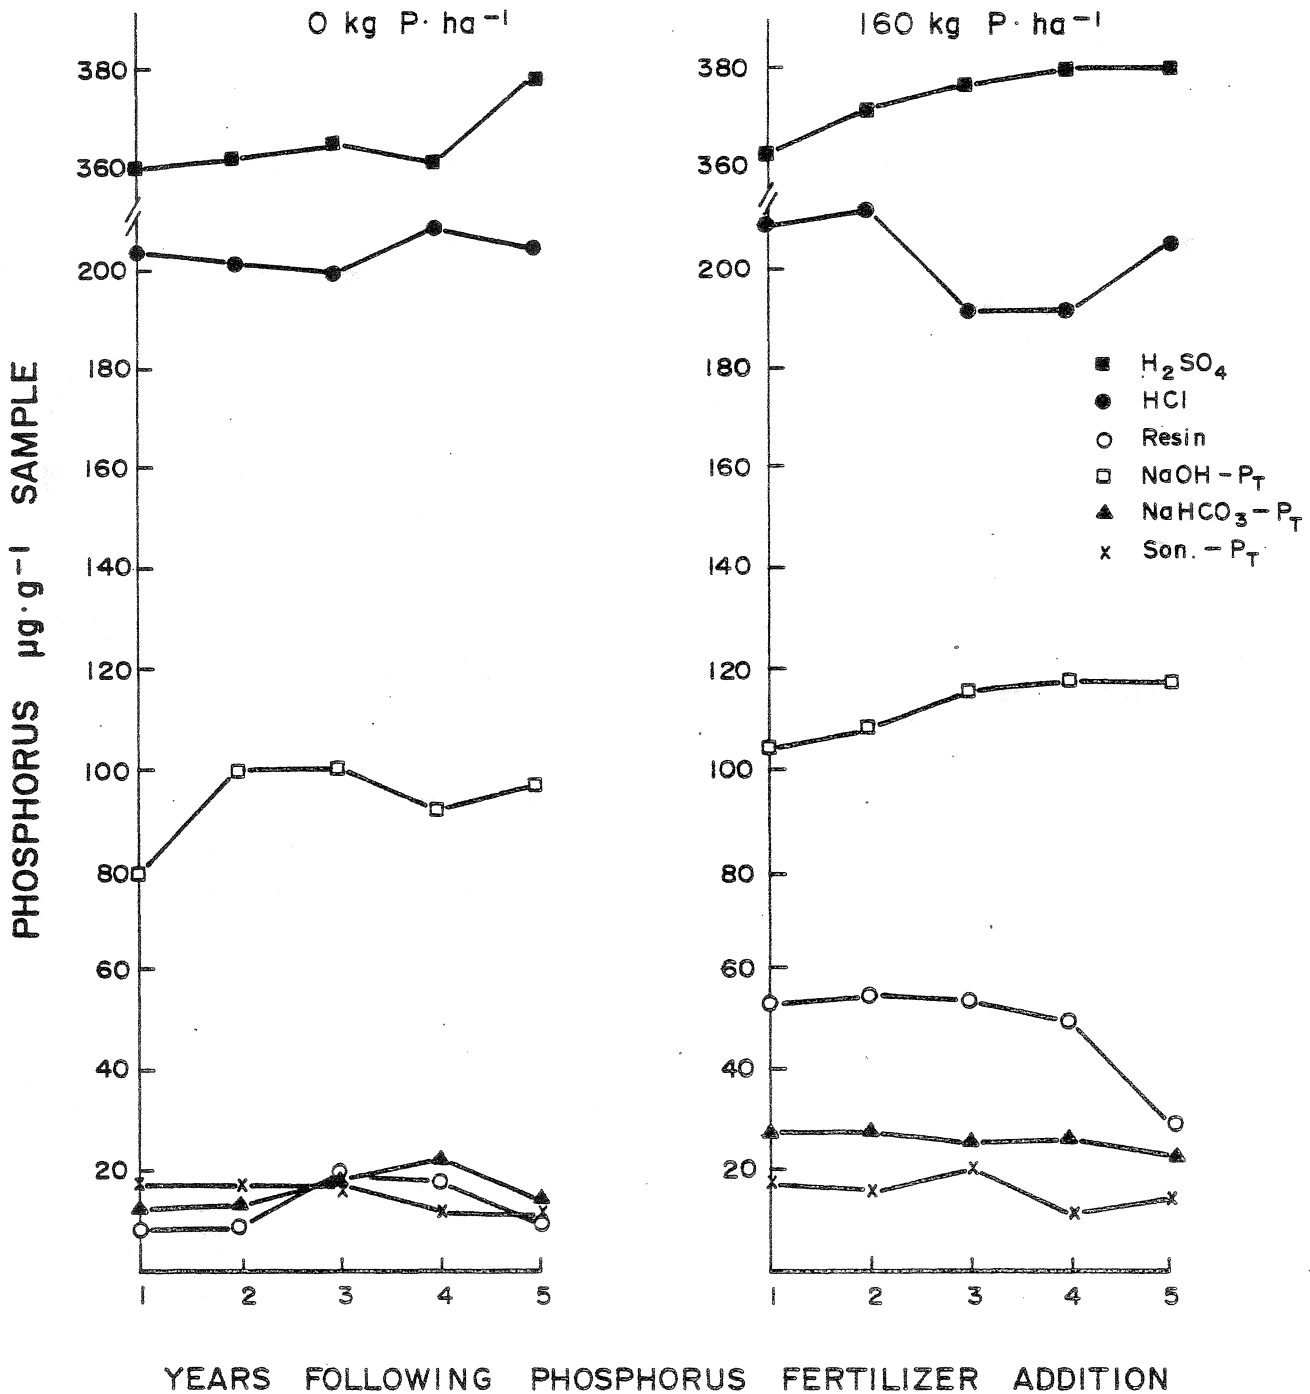 0 kg P·ha⁻¹
380
360
200
180
160
140
120
100
80
60
40
20
1 2 3 4 5
160 kg P·ha⁻¹
380
360
200
180
160
140
120
100
80
60
40
20
1 2 3 4 5
H₂SO₄
HCl
Resin
NaOH-P_T
NaHCO₃-P_T
Son.-P_T
PHOSPHORUS µg·g⁻¹ SAMPLE
YEARS FOLLOWING PHOSPHORUS FERTILIZER ADDITION